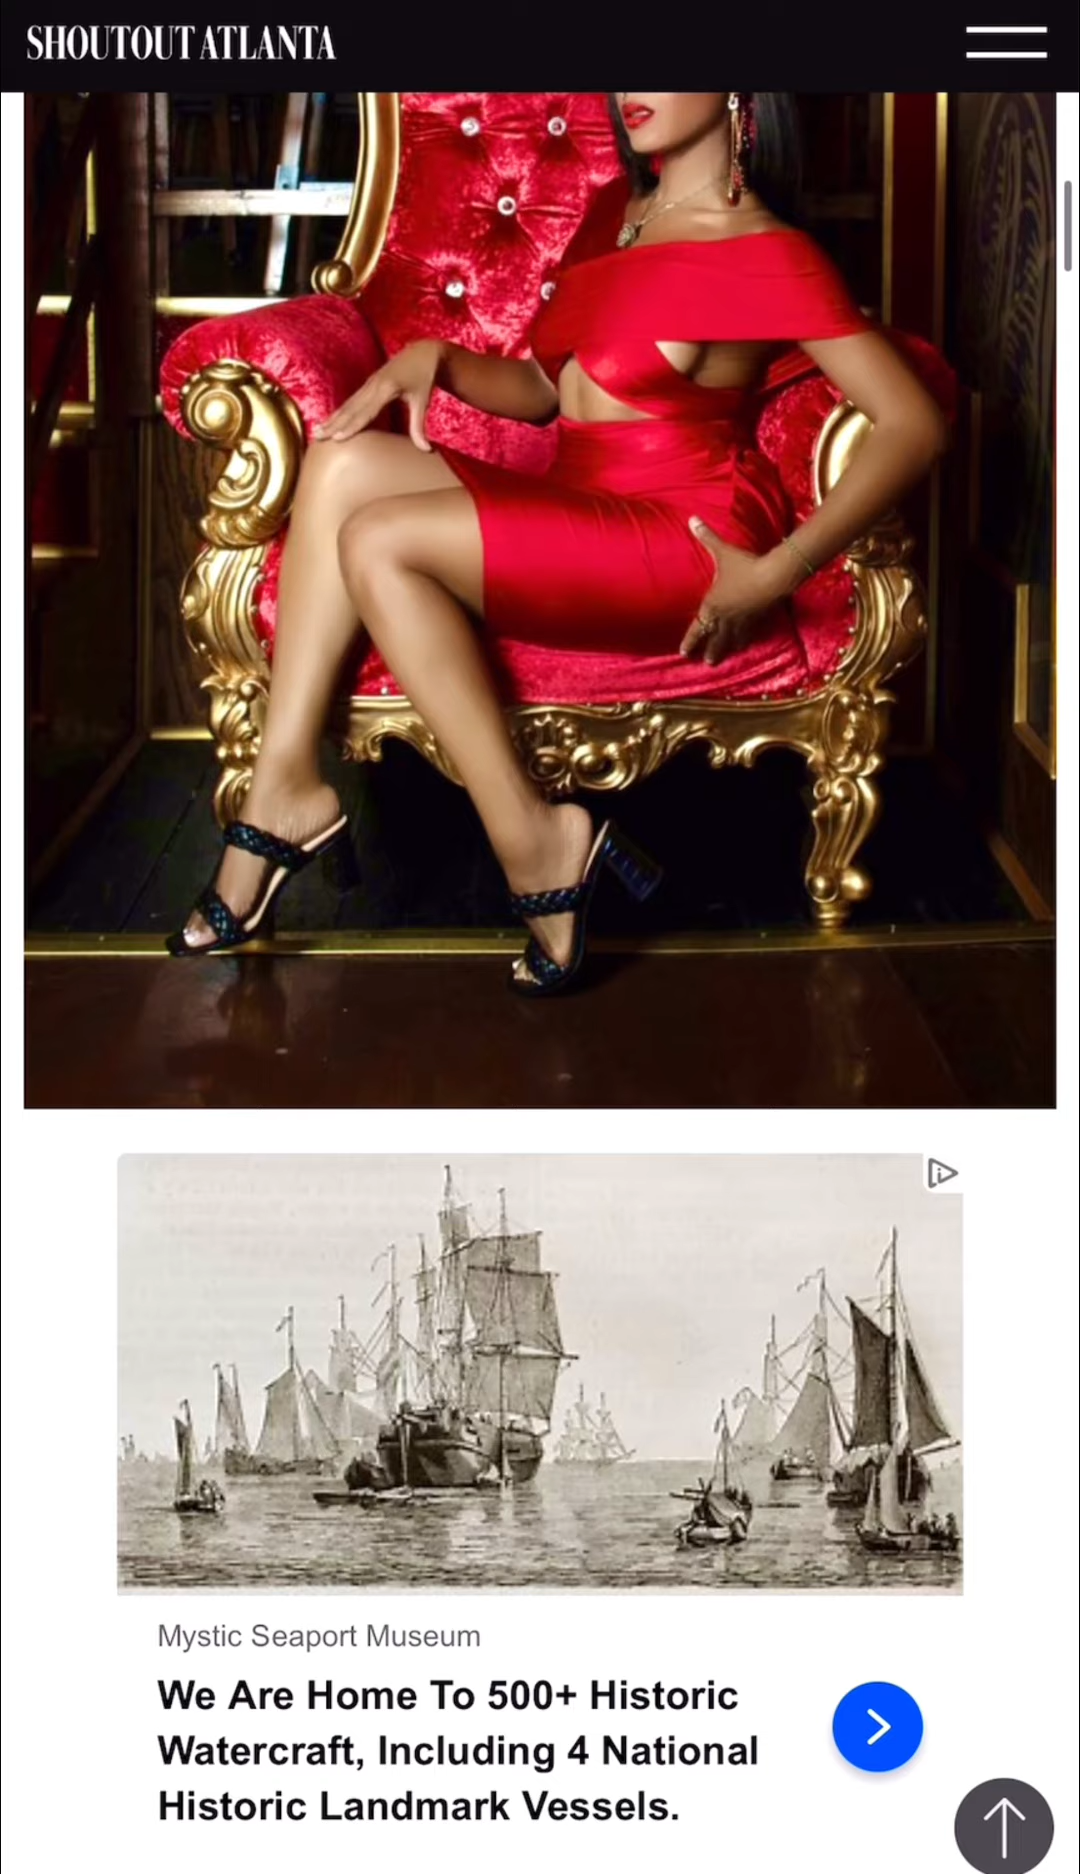 SHOUTOUT ATLANTA
Mystic Seaport Museum
We Are Home To 500+ Historic
Watercraft, Including 4 National
Historic Landmark Vessels.